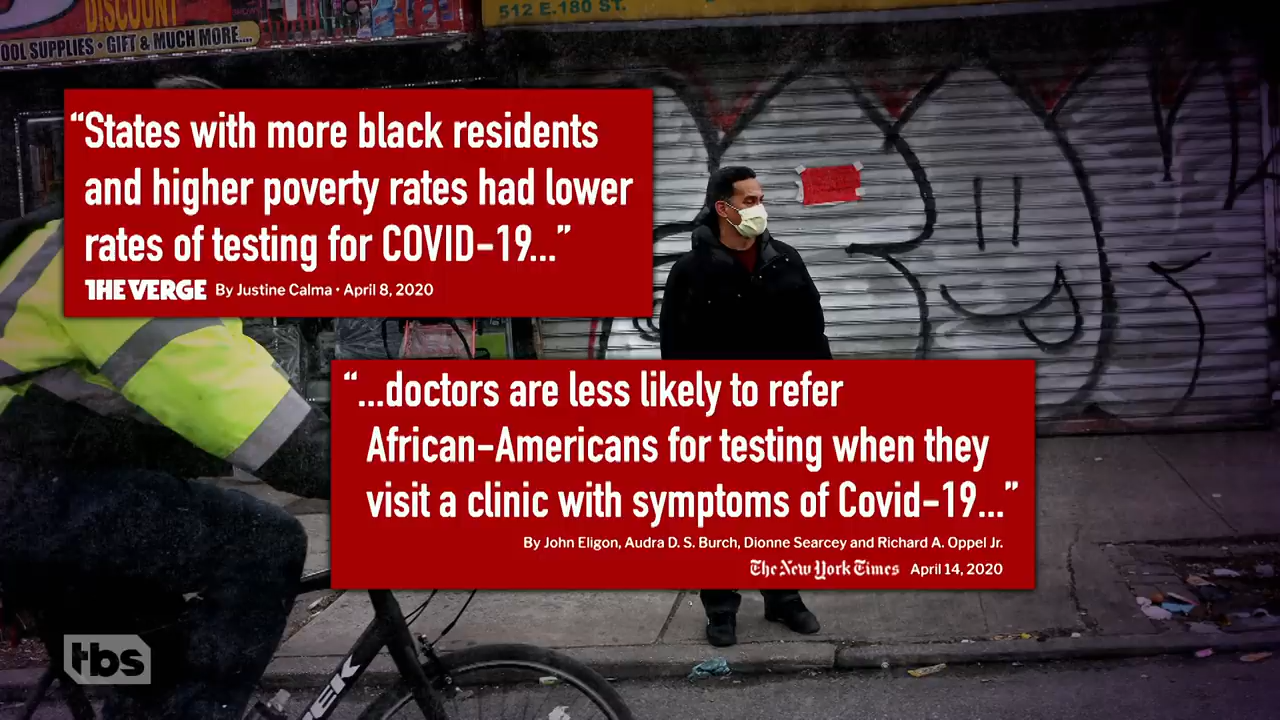 DISCOUNT
OOL SUPPLIES • GIFT & MUCH MORE....
512 E.180 ST.
“States with more black residents
and higher poverty rates had lower
rates of testing for COVID-19...”
THE VERGE By Justine Calma • April 8, 2020
“...doctors are less likely to refer
African-Americans for testing when they
visit a clinic with symptoms of Covid-19...”
By John Eligon, Audra D. S. Burch, Dionne Searcey and Richard A. Oppel Jr.
The New York Times April 14, 2020
tbs
EK